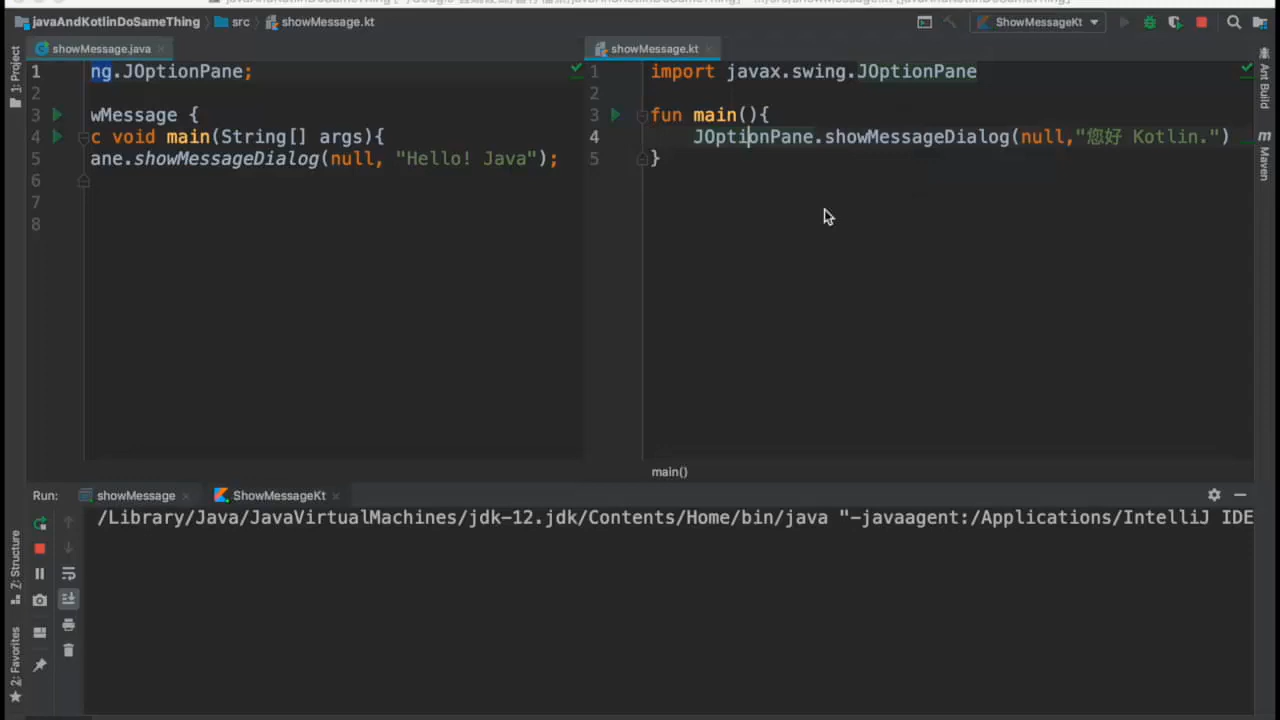 javaAndKotlinDoSameThing src showMessage.kt ShowMessageKt
showMessage.java
1 ng.JOptionPane;
2
3 wMessage {
4 c void main(String[] args){
5 ane.showMessageDialog(null, "Hello! Java");
6
7
8
showMessage.kt
1 import javax.swing.JOptionPane
2
3 fun main(){
4 JOptionPane.showMessageDialog(null,"您好 Kotlin.")
5 }
main()
1: Project
Ant Build
m Maven
Run: showMessage ShowMessageKt
/Library/Java/JavaVirtualMachines/jdk-12.jdk/Contents/Home/bin/java "-javaagent:/Applications/IntelliJ IDE
Z: Structure
2: Favorites